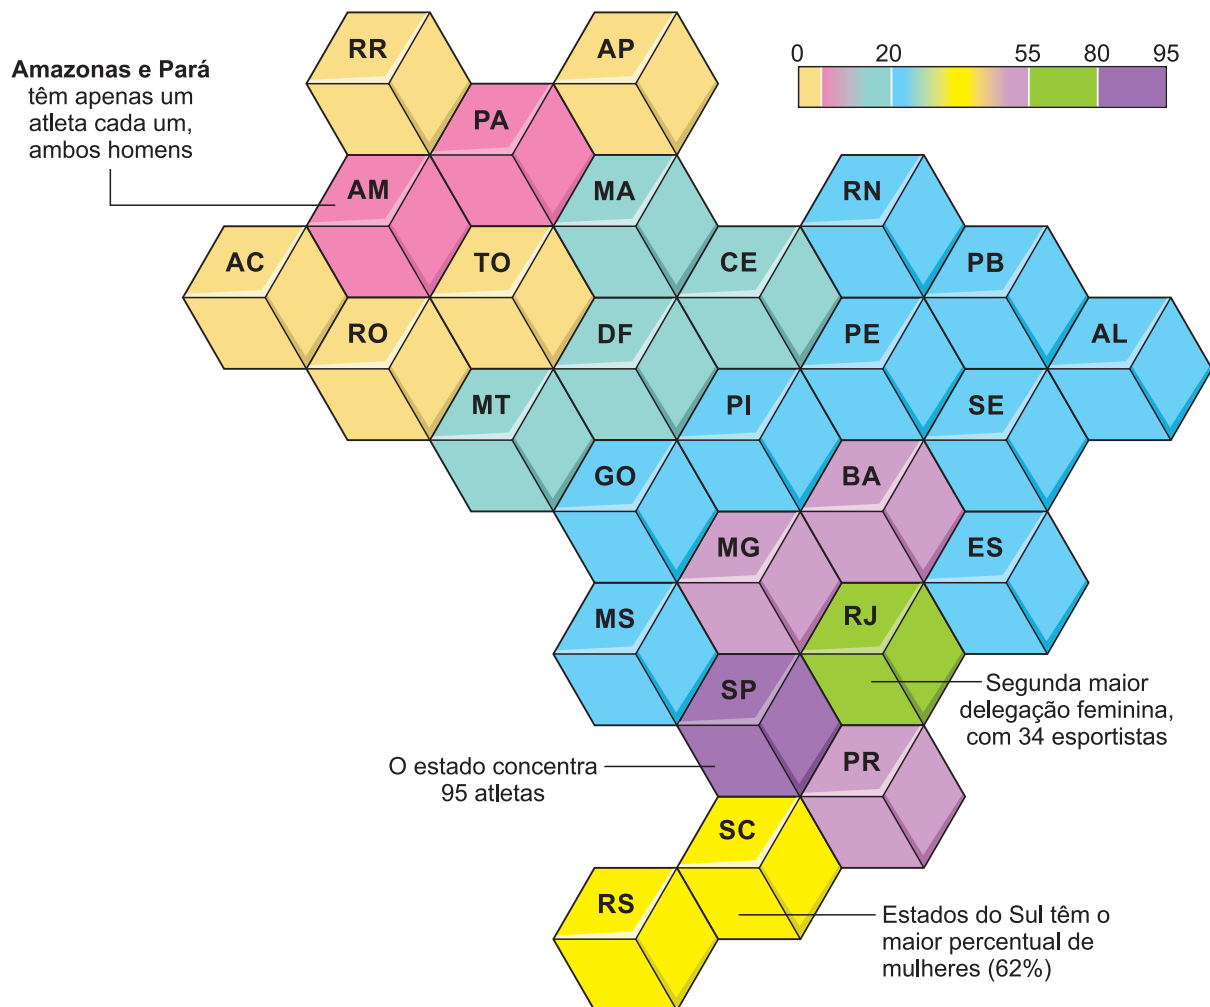 RR
AP
0 20 55 80 95
Amazonas e Pará
têm apenas um
atleta cada um,
ambos homens
PA
AM
MA
RN
AC
TO
CE
PB
RO
DF
PE
AL
MT
PI
SE
GO
BA
MG
ES
MS
RJ
SP
Segunda maior
delegação feminina,
com 34 esportistas
O estado concentra
95 atletas
PR
SC
RS
Estados do Sul têm o
maior percentual de
mulheres (62%)